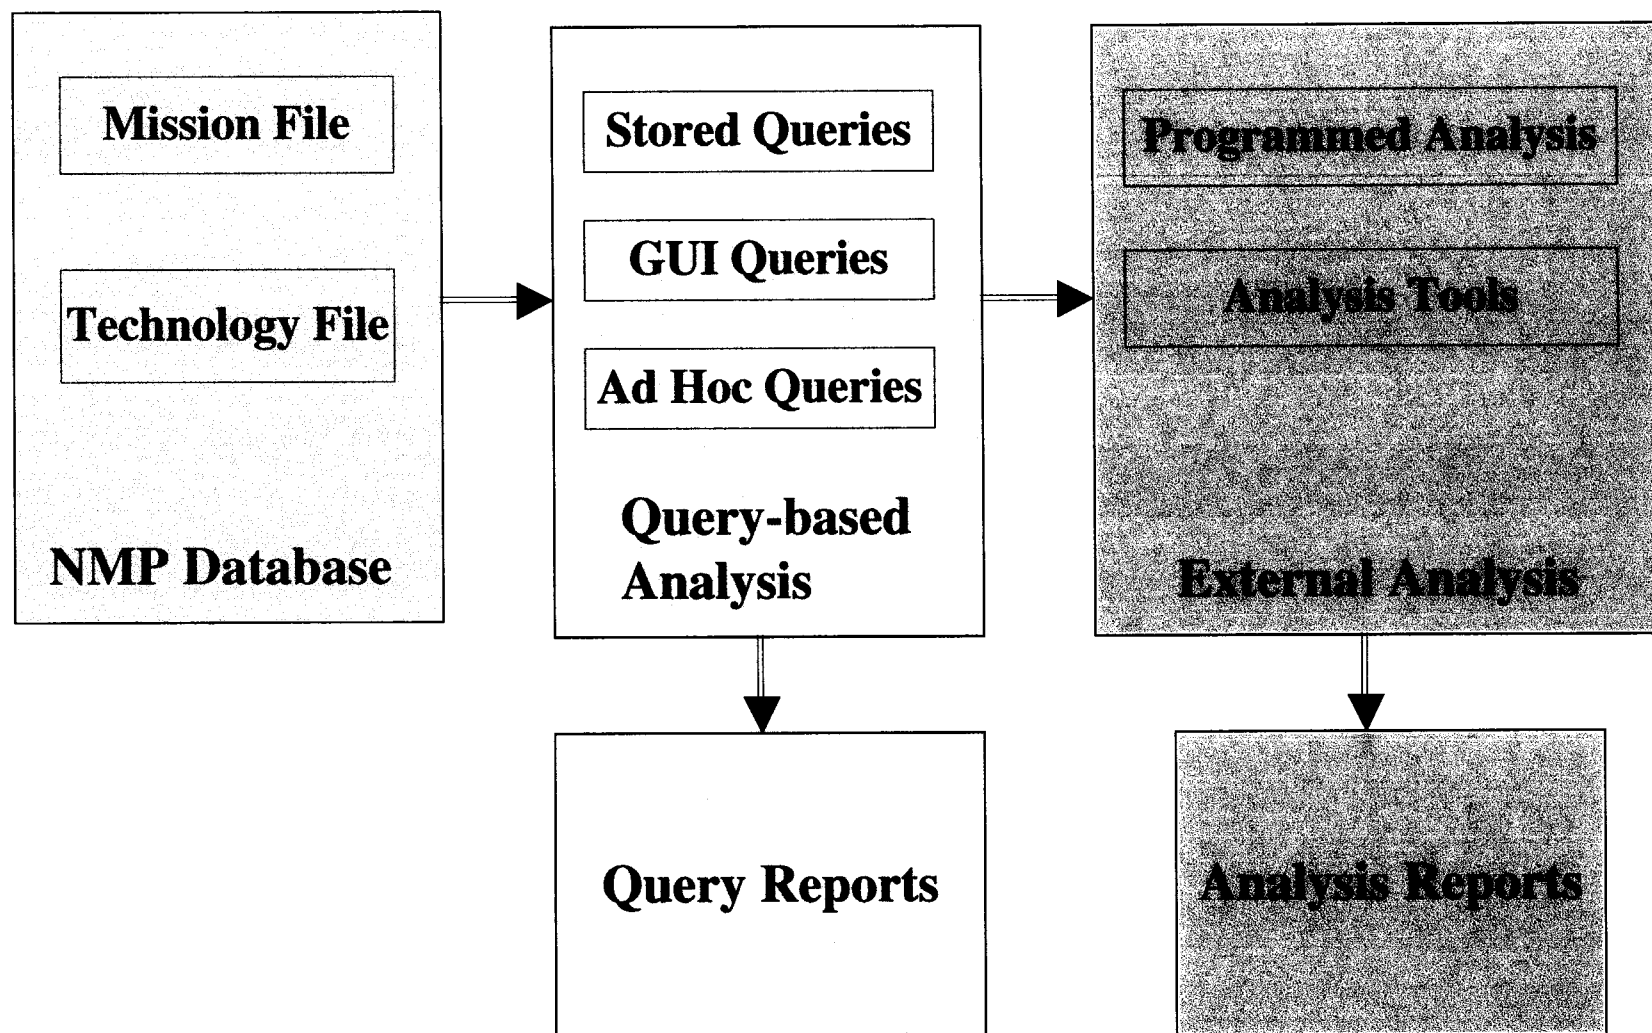 Mission File
Technology File
NMP Database
Stored Queries
GUI Queries
Ad Hoc Queries
Query-based
Analysis
Programmed Analysis
Analysis Tools
External Analysis
Query Reports
Analysis Reports